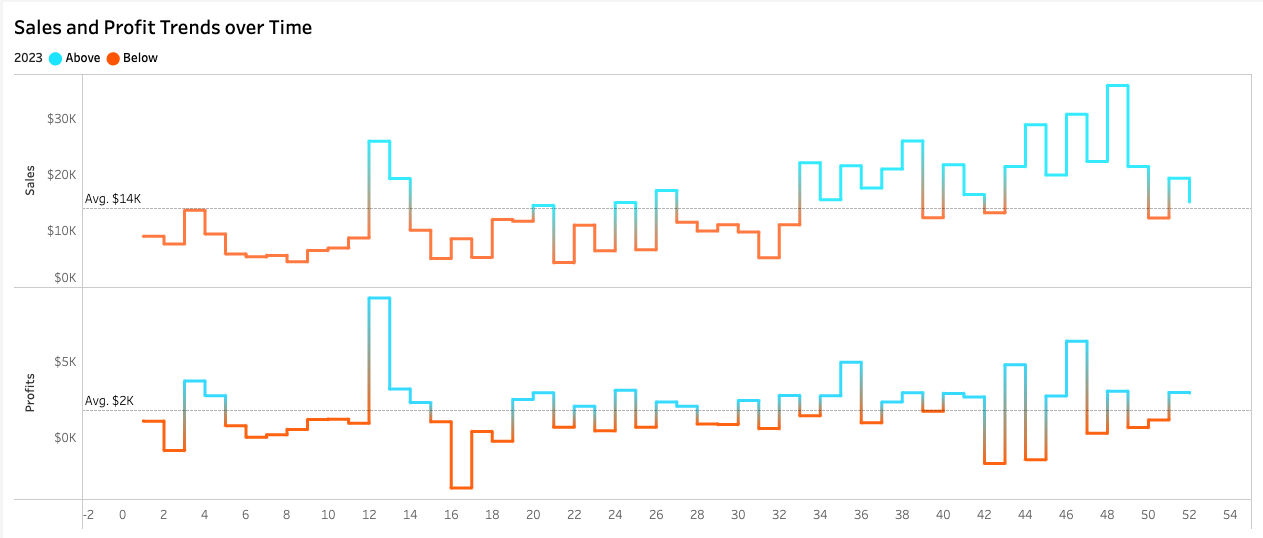 Sales and Profit Trends over Time
2023 Above Below
$30K
$20K
Avg. $14K
$10K
$0K
Sales
$5K
Avg. $2K
$0K
Profits
-2 0 2 4 6 8 10 12 14 16 18 20 22 24 26 28 30 32 34 36 38 40 42 44 46 48 50 52 54